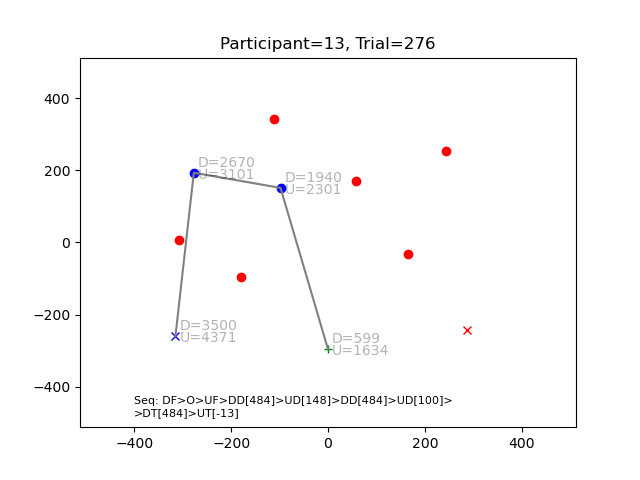 Participant=13, Trial=276
400
200
0
−200
−400
D=2670
U=3101
D=1940
U=2301
D=3500
U=4371
D=599
U=1634
Seq: DF>O>UF>DD[484]>UD[148]>DD[484]>UD[100]>
>DT[484]>UT[-13]
−400
−200
0
200
400